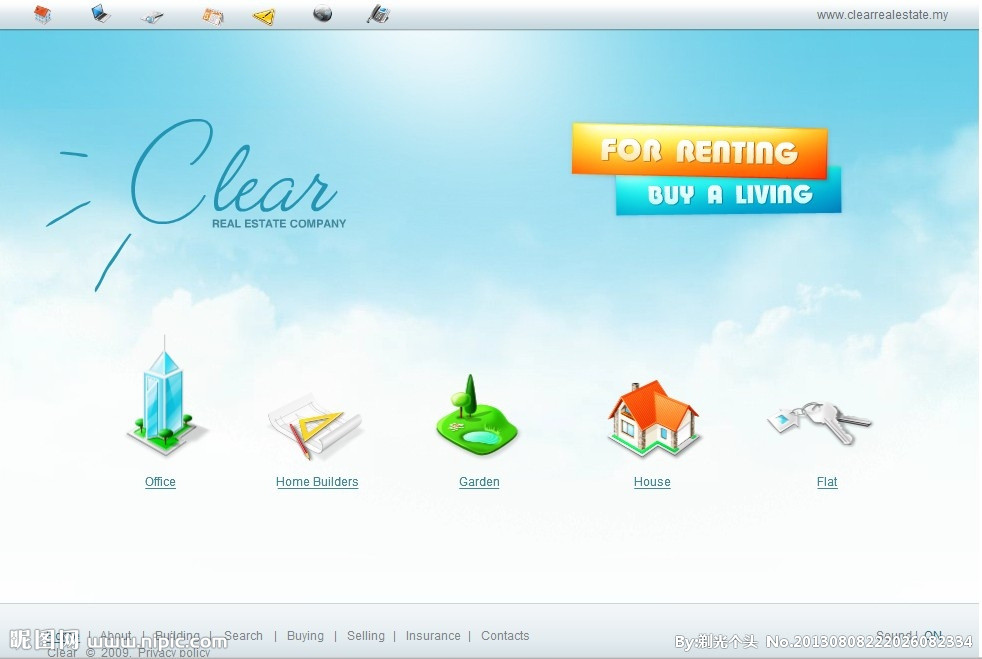 www.clearrealestate.my
Clear
REAL ESTATE COMPANY
FOR RENTING
BUY A LIVING
Office
Home Builders
Garden
House
Flat
Home | About | Building | Search | Buying | Selling | Insurance | Contacts
Sound | ON
昵图网 www.nipic.com
By:剃光个头 No.20130808222026082334
Clear © 2009. Privacy policy